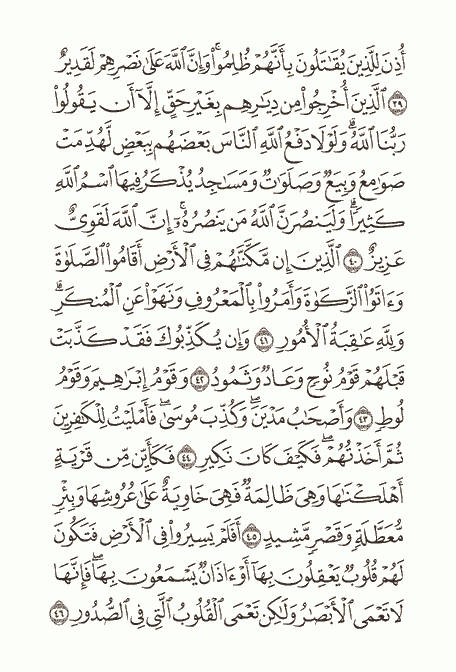 أُذِنَ لِلَّذِينَ يُقَٰتَلُونَ بِأَنَّهُمْ ظُلِمُوا۟ ۚ وَإِنَّ ٱللَّهَ عَلَىٰ نَصْرِهِمْ لَقَدِيرٌ
٣٩ ٱلَّذِينَ أُخْرِجُوا۟ مِن دِيَٰرِهِم بِغَيْرِ حَقٍّ إِلَّآ أَن يَقُولُوا۟
رَبُّنَا ٱللَّهُ ۗ وَلَوْلَا دَفْعُ ٱللَّهِ ٱلنَّاسَ بَعْضَهُم بِبَعْضٍ لَّهُدِّمَتْ
صَوَٰمِعُ وَبِيَعٌ وَصَلَوَٰتٌ وَمَسَٰجِدُ يُذْكَرُ فِيهَا ٱسْمُ ٱللَّهِ
كَثِيرًا ۗ وَلَيَنصُرَنَّ ٱللَّهُ مَن يَنصُرُهُۥٓ ۗ إِنَّ ٱللَّهَ لَقَوِىٌّ
عَزِيزٌ ٤٠ ٱلَّذِينَ إِن مَّكَّنَّٰهُمْ فِى ٱلْأَرْضِ أَقَامُوا۟ ٱلصَّلَوٰةَ
وَءَاتَوُا۟ ٱلزَّكَوٰةَ وَأَمَرُوا۟ بِٱلْمَعْرُوفِ وَنَهَوْا۟ عَنِ ٱلْمُنكَرِ ۗ
وَلِلَّهِ عَٰقِبَةُ ٱلْأُمُورِ ٤١ وَإِن يُكَذِّبُوكَ فَقَدْ كَذَّبَتْ
قَبْلَهُمْ قَوْمُ نُوحٍ وَعَادٌ وَثَمُودُ ٤٢ وَقَوْمُ إِبْرَٰهِيمَ وَقَوْمُ
لُوطٍ ٤٣ وَأَصْحَٰبُ مَدْيَنَ ۖ وَكُذِّبَ مُوسَىٰ ۖ فَأَمْلَيْتُ لِلْكَٰفِرِينَ
ثُمَّ أَخَذْتُهُمْ ۖ فَكَيْفَ كَانَ نَكِيرِ ٤٤ فَكَأَيِّن مِّن قَرْيَةٍ
أَهْلَكْنَٰهَا وَهِىَ ظَالِمَةٌ فَهِىَ خَاوِيَةٌ عَلَىٰ عُرُوشِهَا وَبِئْرٍ
مُّعَطَّلَةٍ وَقَصْرٍ مَّشِيدٍ ٤٥ أَفَلَمْ يَسِيرُوا۟ فِى ٱلْأَرْضِ فَتَكُونَ
لَهُمْ قُلُوبٌ يَعْقِلُونَ بِهَآ أَوْ ءَاذَانٌ يَسْمَعُونَ بِهَا ۖ فَإِنَّهَا
لَا تَعْمَى ٱلْأَبْصَٰرُ وَلَٰكِن تَعْمَى ٱلْقُلُوبُ ٱلَّتِى فِى ٱلصُّدُورِ ٤٦